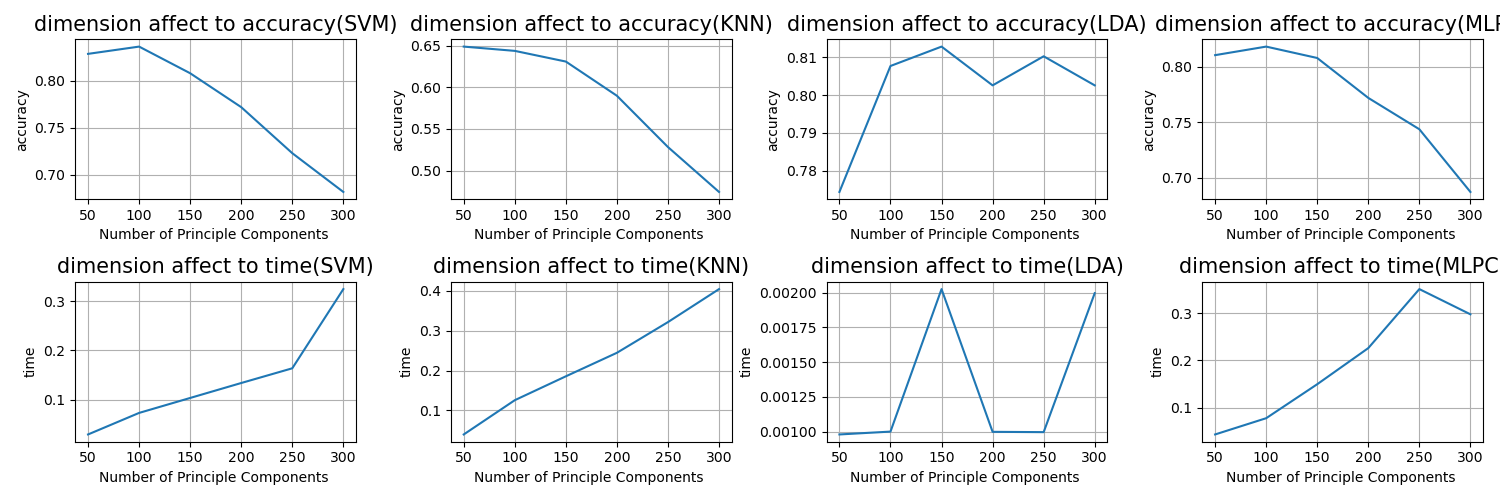 dimension affect to accuracy(SVM)
0.80
0.75
0.70
accuracy
50 100 150 200 250 300
Number of Principle Components
dimension affect to accuracy(KNN)
0.65
0.60
0.55
0.50
accuracy
50 100 150 200 250 300
Number of Principle Components
dimension affect to accuracy(LDA)
0.81
0.80
0.79
0.78
accuracy
50 100 150 200 250 300
Number of Principle Components
dimension affect to accuracy(MLP
0.80
0.75
0.70
accuracy
50 100 150 200 250 300
Number of Principle Components
dimension affect to time(SVM)
0.3
0.2
0.1
time
50 100 150 200 250 300
Number of Principle Components
dimension affect to time(KNN)
0.4
0.3
0.2
0.1
time
50 100 150 200 250 300
Number of Principle Components
dimension affect to time(LDA)
0.00200
0.00175
0.00150
0.00125
0.00100
time
50 100 150 200 250 300
Number of Principle Components
dimension affect to time(MLPC
0.3
0.2
0.1
time
50 100 150 200 250 300
Number of Principle Components